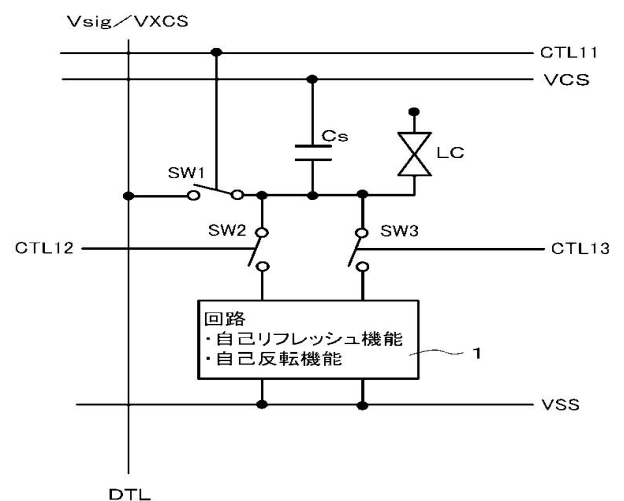 Vsig／VXCS
CTL11
VCS
Cs
LC
SW1
SW2
SW3
CTL12
CTL13
回路
・自己リフレッシュ機能
・自己反転機能
1
VSS
DTL